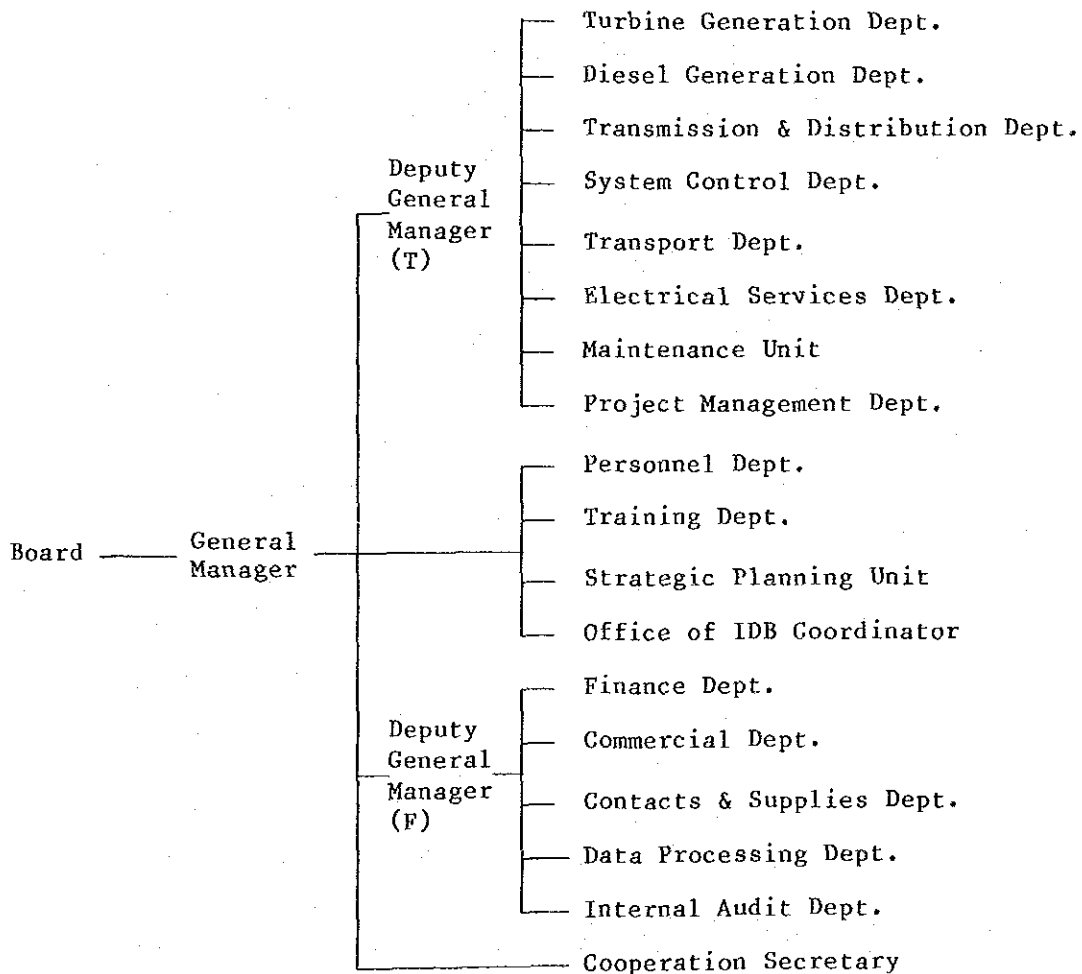 Turbine Generation Dept.
Diesel Generation Dept.
Transmission & Distribution Dept.
Deputy
General
Manager
(T)
System Control Dept.
Transport Dept.
Electrical Services Dept.
Maintenance Unit
Project Management Dept.
Personnel Dept.
Training Dept.
Board
General
Manager
Strategic Planning Unit
Office of IDB Coordinator
Finance Dept.
Deputy
General
Manager
(F)
Commercial Dept.
Contacts & Supplies Dept.
Data Processing Dept.
Internal Audit Dept.
Cooperation Secretary